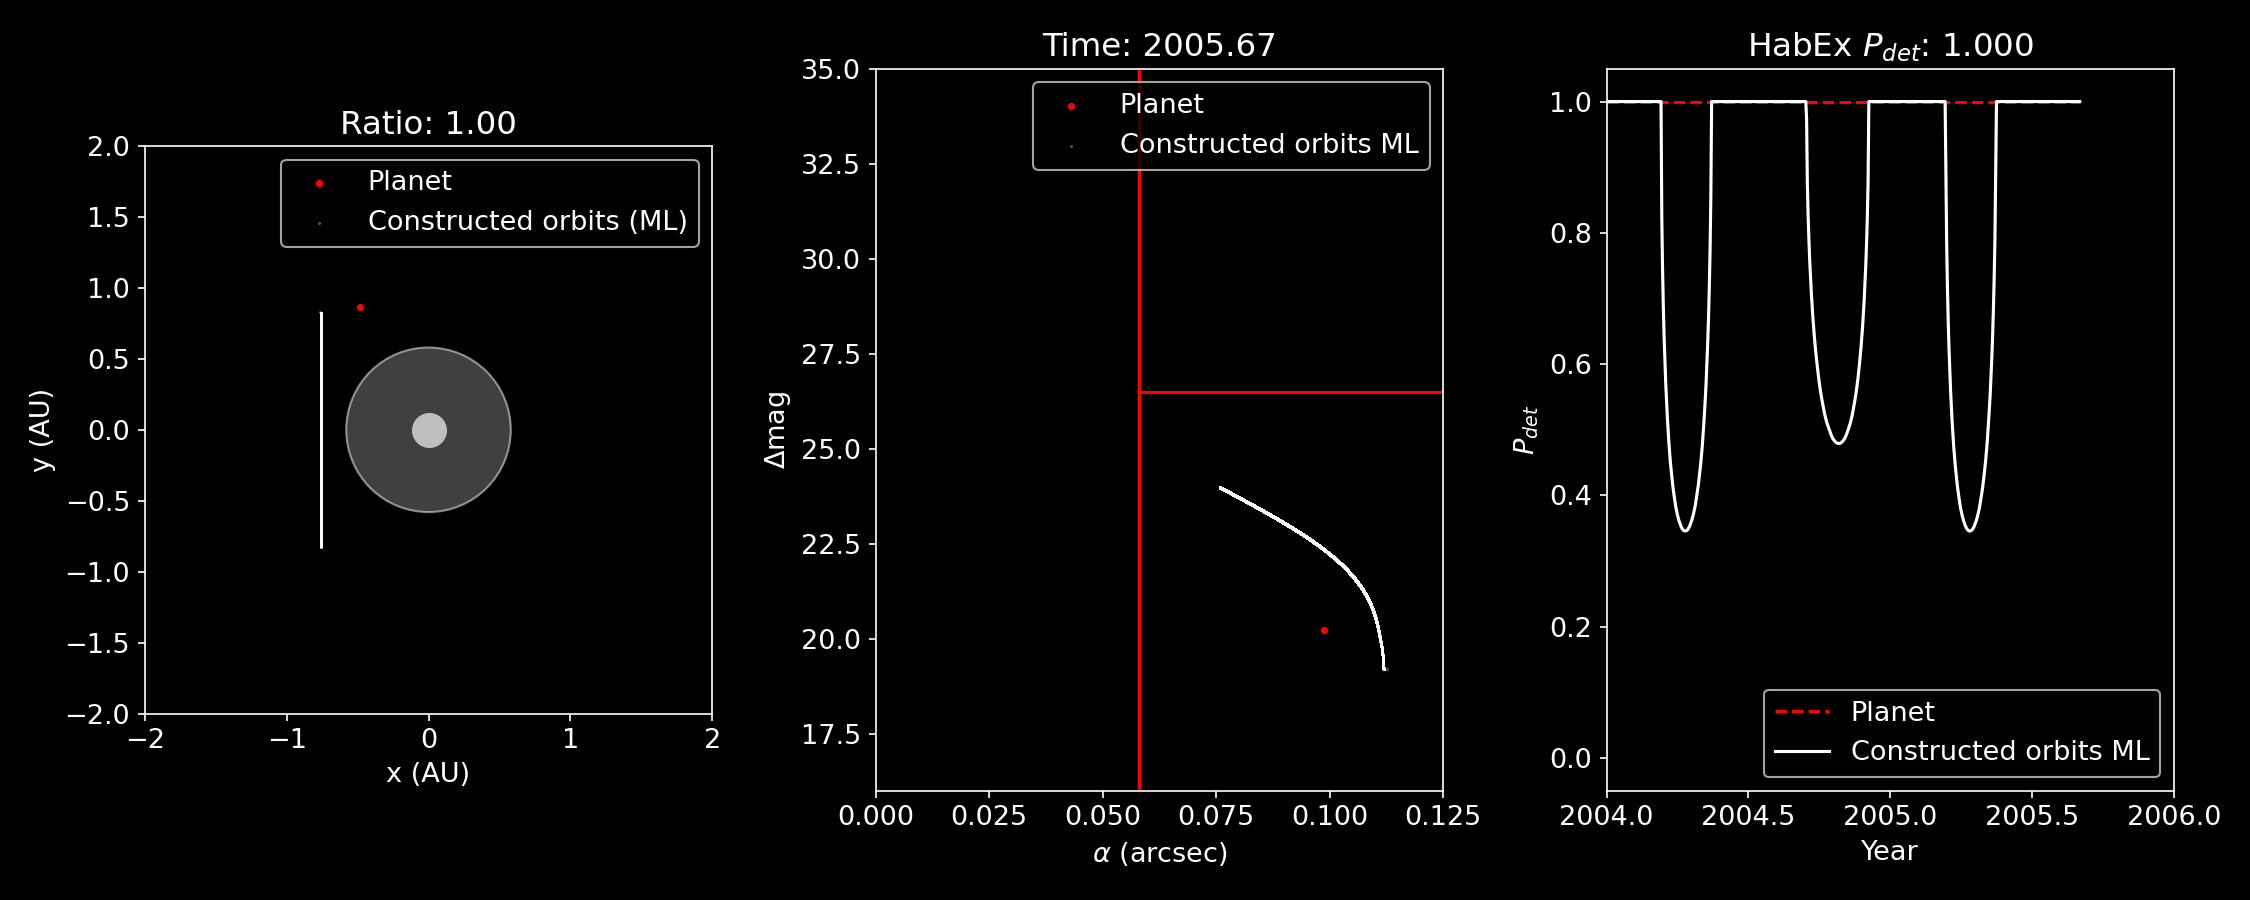 Ratio: 1.00
Planet
Constructed orbits (ML)
2.0
1.5
1.0
0.5
0.0
−0.5
−1.0
−1.5
−2.0
y (AU)
−2
−1
0
1
2
x (AU)
Time: 2005.67
Planet
Constructed orbits ML
35.0
32.5
30.0
27.5
25.0
22.5
20.0
17.5
Δmag
0.000
0.025
0.050
0.075
0.100
0.125
α (arcsec)
HabEx P_det: 1.000
1.0
0.8
0.6
0.4
0.2
0.0
P_det
Planet
Constructed orbits ML
2004.0
2004.5
2005.0
2005.5
2006.0
Year